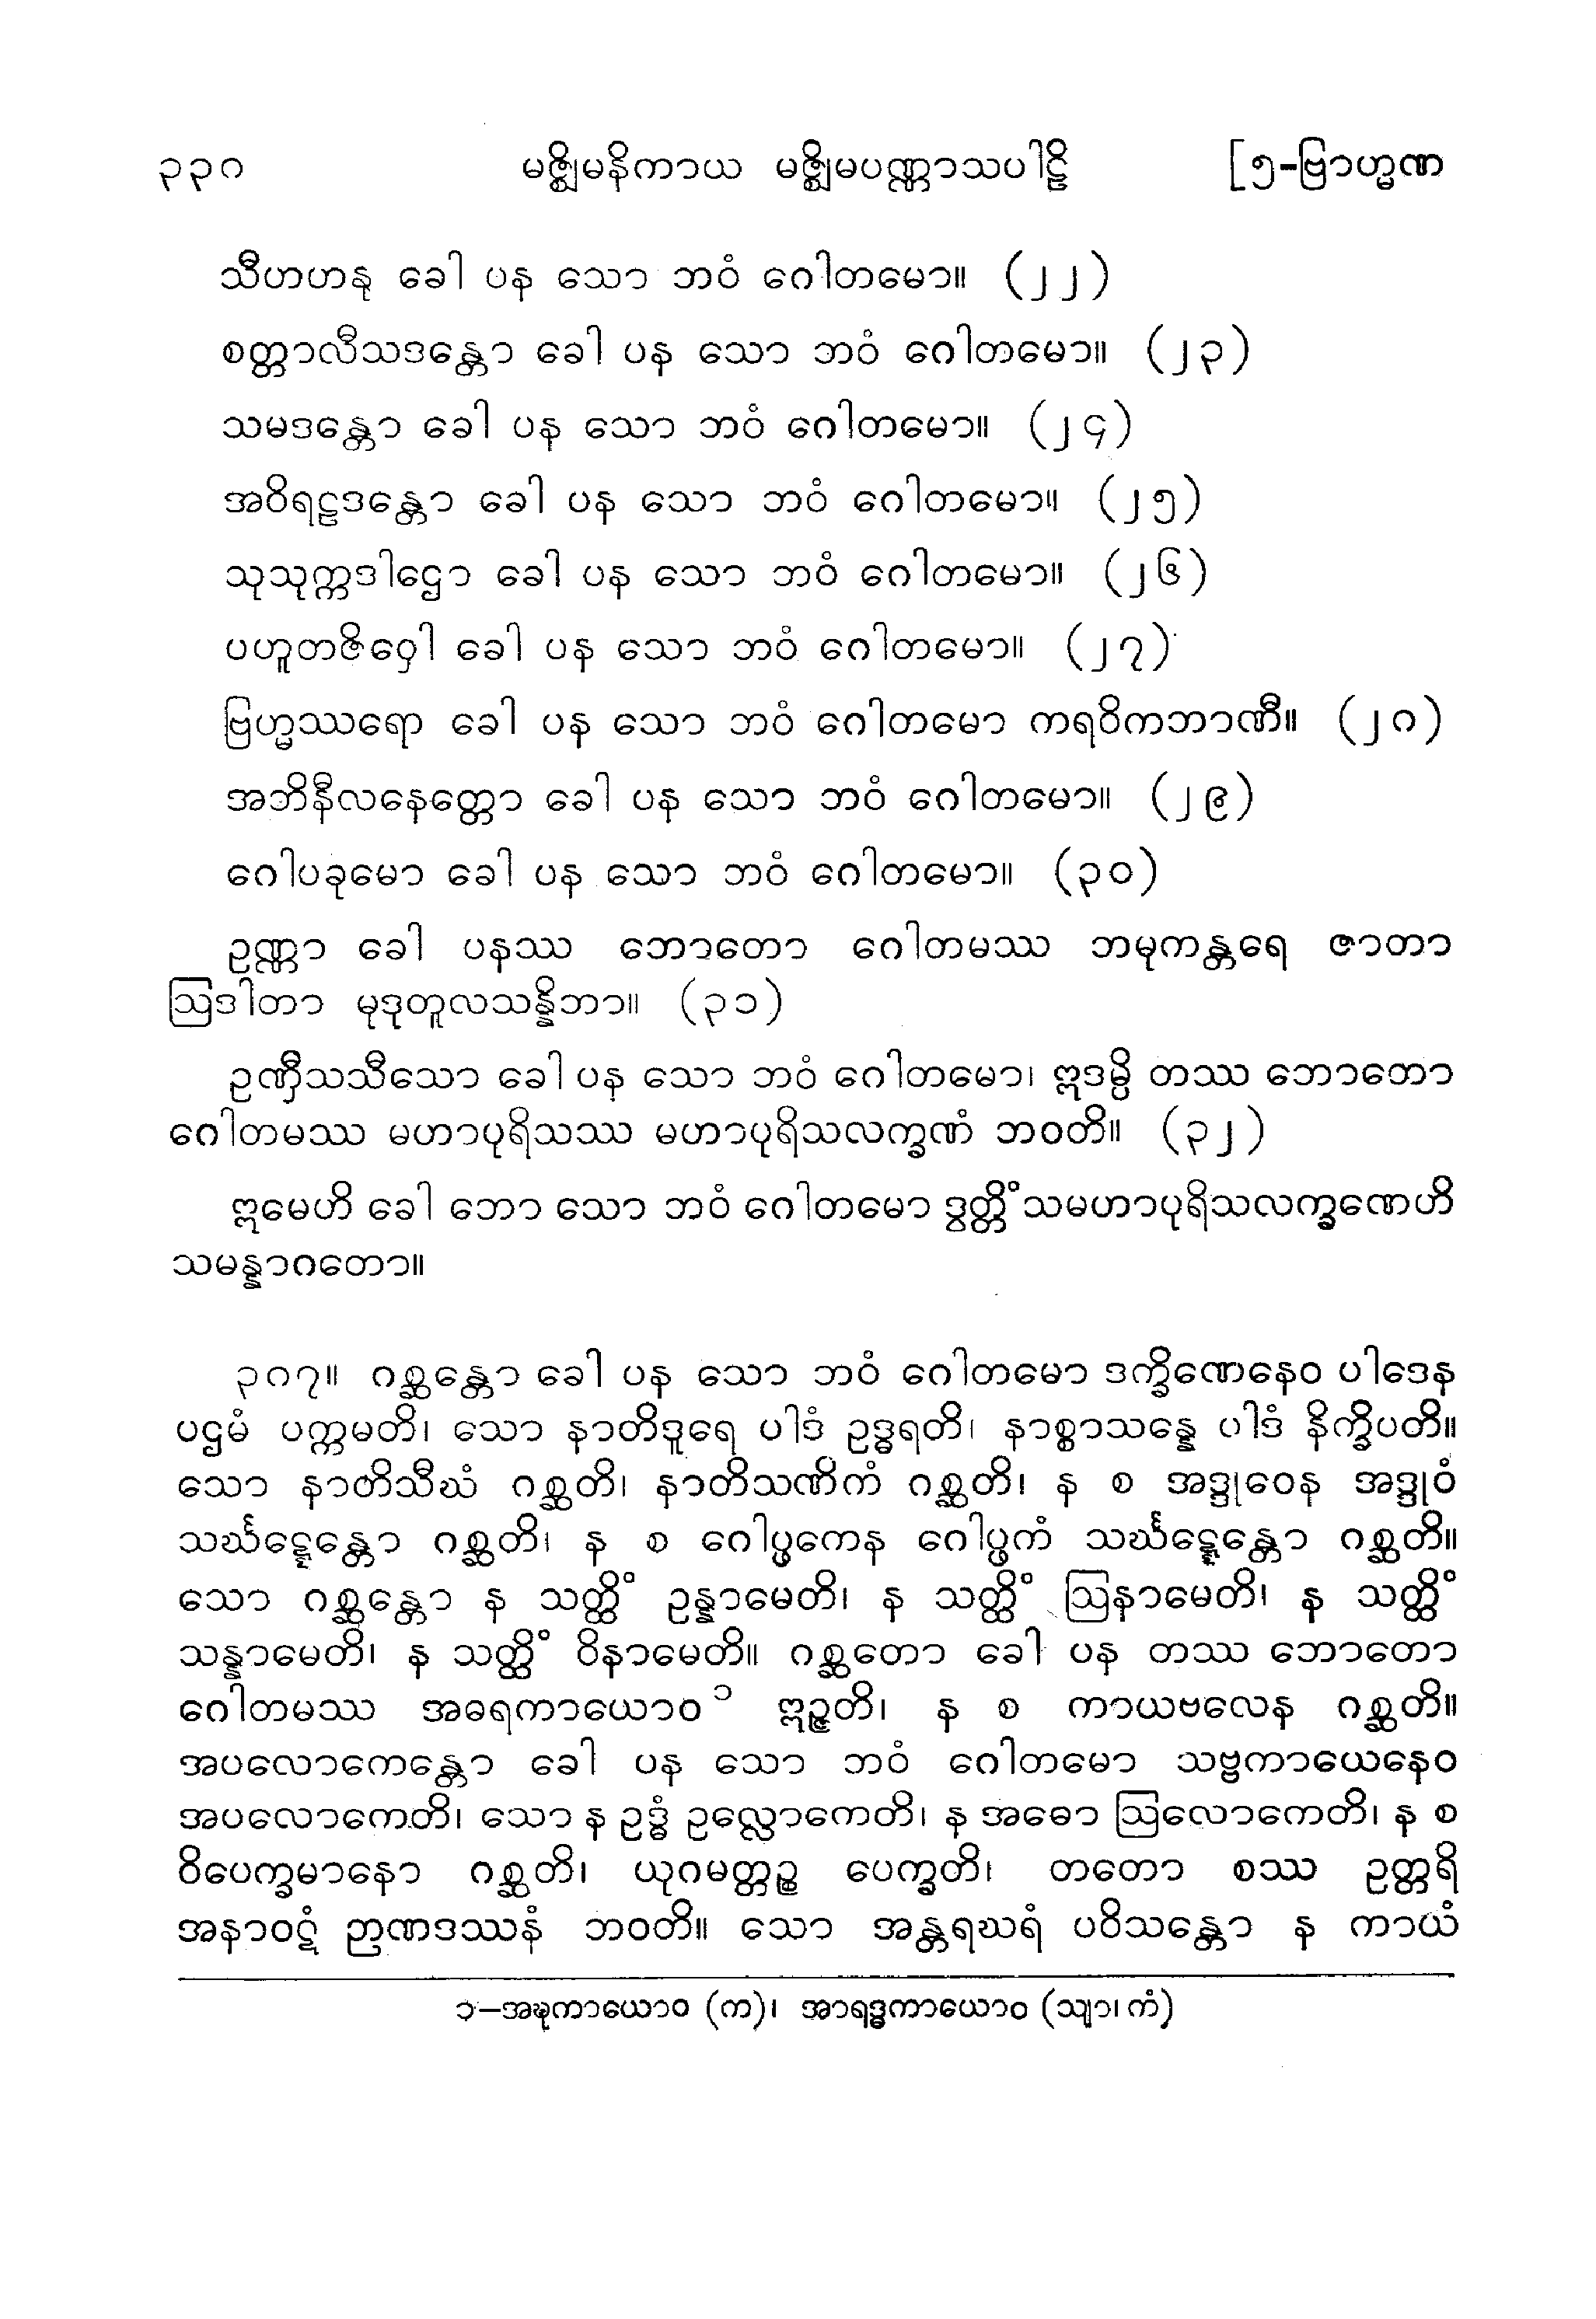 ၃၃၈ မဇ္ဈိမနိကာယ မဇ္ဈိမပဏ္ဏာသပါဠိ [၅-ဗြာဟ္မဏ
သီဟဟနု ခေါ ပန သော ဘဝံ ဂေါတမော။ (၂၂)
စတ္တာလီသဒန္တော ခေါ ပန သော ဘဝံ ဂေါတမော။ (၂၃)
သမဒန္တော ခေါ ပန သော ဘဝံ ဂေါတမော။ (၂၄)
အဝိရဠဒန္တော ခေါ ပန သော ဘဝံ ဂေါတမော။ (၂၅)
သုသုက္ကဒါဌော ခေါ ပန သော ဘဝံ ဂေါတမော။ (၂၆)
ပဟူတဇိဝှေါ ခေါ ပန သော ဘဝံ ဂေါတမော။ (၂၇)
ဗြဟ္မဿရော ခေါ ပန သော ဘဝံ ဂေါတမော ကရဝိကဘာဏီ။ (၂၈)
အဘိနီလနေတ္တော ခေါ ပန သော ဘဝံ ဂေါတမော။ (၂၉)
ဂေါပခုမော ခေါ ပန သော ဘဝံ ဂေါတမော။ (၃၀)
ဥဏ္ဏာ ခေါ ပနဿ ဘောတော ဂေါတမဿ ဘမုကန္တရေ ဇာတာ
ဩဒါတာ မုဒုတူလသန္နိဘာ။ (၃၁)
ဥဏှီသသီသော ခေါ ပန သော ဘဝံ ဂေါတမော၊ ဣဒမ္ပိ တဿ ဘောတော
ဂေါတမဿ မဟာပုရိသဿ မဟာပုရိသလက္ခဏံ ဘဝတိ။ (၃၂)
ဣမေဟိ ခေါ ဘော သော ဘဝံ ဂေါတမော ဒွတ္တိံသမဟာပုရိသလက္ခဏေဟိ
သမန္နာဂတော။
၃၈၇။ ဂစ္ဆန္တော ခေါ ပန သော ဘဝံ ဂေါတမော ဒက္ခိဏေနေဝ ပါဒေန
ပဌမံ ပက္ကမတိ၊ သော နာတိဒူရေ ပါဒံ ဥဒ္ဓရတိ၊ နာစ္စာသန္နေ ပါဒံ နိက္ခိပတိ။
သော နာတိသီဃံ ဂစ္ဆတိ၊ နာတိသဏိကံ ဂစ္ဆတိ၊ န စ အဒ္ဒုဝေန အဒ္ဒုဝံ
သင်္ဃဋ္ဋေန္တော ဂစ္ဆတိ၊ န စ ဂေါပ္ဖကေန ဂေါပ္ဖကံ သင်္ဃဋ္ဋေန္တော ဂစ္ဆတိ။
သော ဂစ္ဆန္တော န သတ္ထိံ ဥန္နာမေတိ၊ န သတ္ထိံ ဩနာမေတိ၊ န သတ္ထိံ
သန္နာမေတိ၊ န သတ္ထိံ ဝိနာမေတိ။ ဂစ္ဆတော ခေါ ပန တဿ ဘောတော
ဂေါတမဿ အဓရကာယောဝ ၁ ဣဉ္ဇတိ၊ န စ ကာယဗလေန ဂစ္ဆတိ။
အပလောကေန္တော ခေါ ပန သော ဘဝံ ဂေါတမော သဗ္ဗကာယေနေဝ
အပလောကေတိ၊ သော န ဥဒ္ဓံ ဥလ္လောကေတိ၊ န အဓော ဩလောကေတိ၊ န စ
ဝိပေက္ခမာနော ဂစ္ဆတိ၊ ယုဂမတ္တဉ္စ ပေက္ခတိ၊ တတော စဿ ဥတ္တရိ
အနာဝဋံ ဉာဏဒဿနံ ဘဝတိ။ သော အန္တရဃရံ ပဝိသန္တော န ကာယံ
၁–အဍ္ဎကာယောဝ (က)၊ အာရဒ္ဓကာယောဝ (သျာ၊ ကံ)